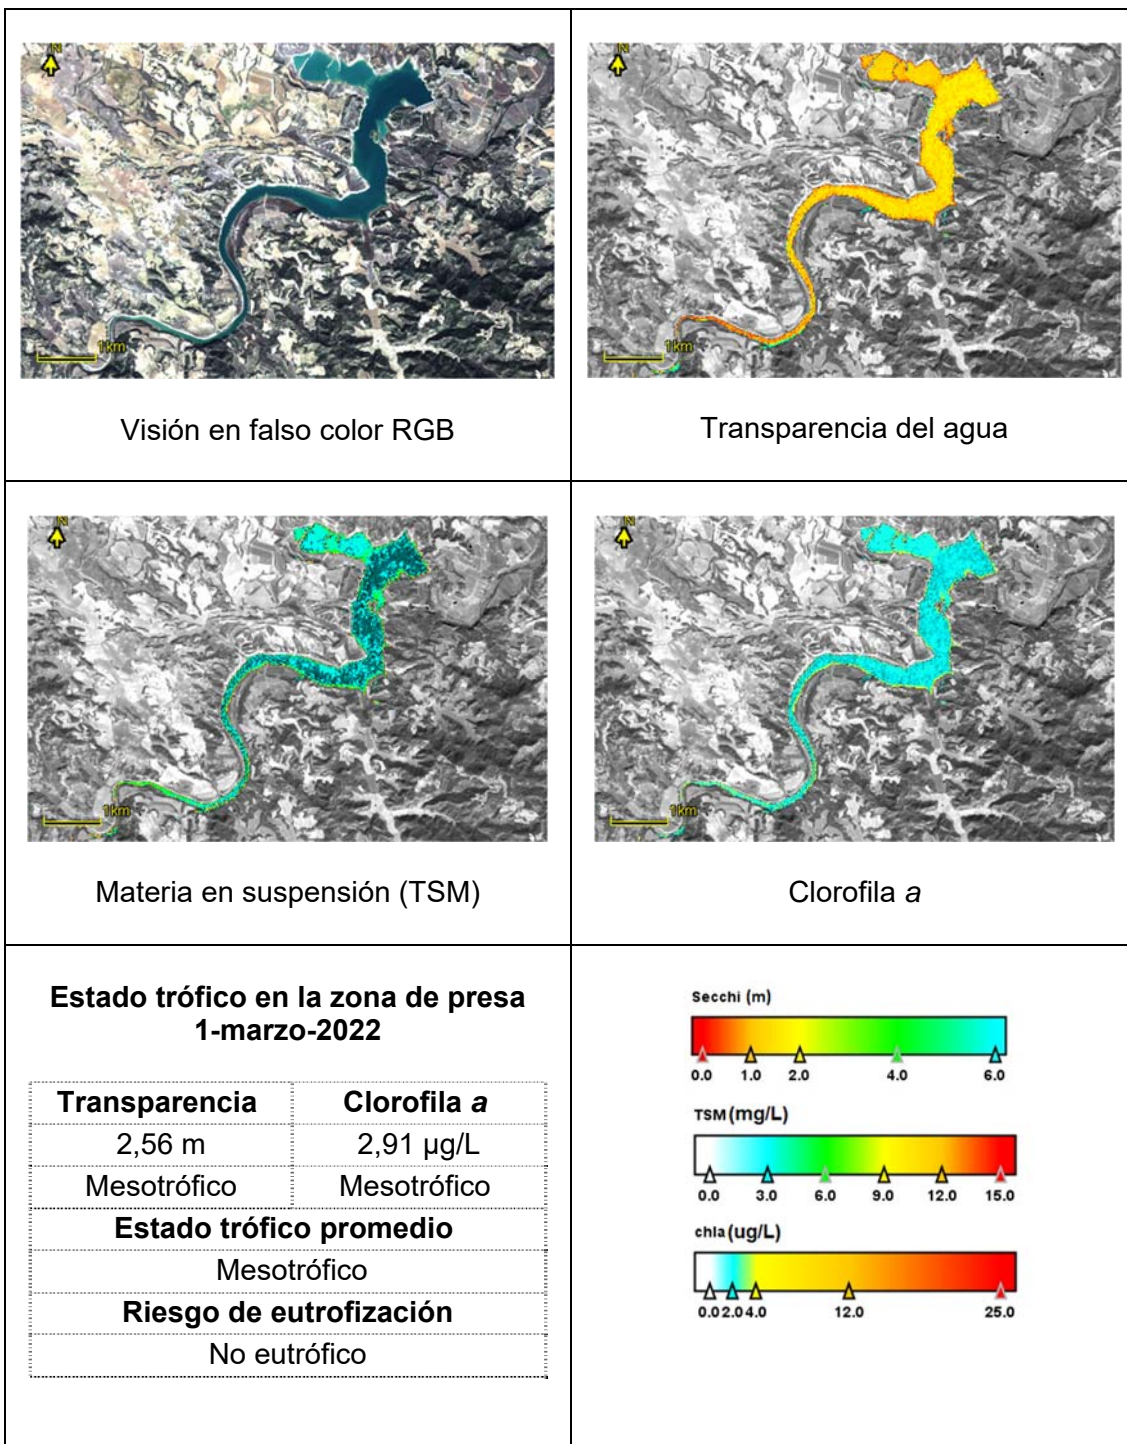 N
1km
Visión en falso color RGB
N
1km
Transparencia del agua
N
1km
Materia en suspensión (TSM)
N
1km
Clorofila a
Estado trófico en la zona de presa
1-marzo-2022
Transparencia Clorofila a
2,56 m 2,91 µg/L
Mesotrófico Mesotrófico
Estado trófico promedio
Mesotrófico
Riesgo de eutrofización
No eutrófico
Secchi (m)
0.0 1.0 2.0 4.0 6.0
TSM (mg/L)
0.0 3.0 6.0 9.0 12.0 15.0
chla (ug/L)
0.0 2.0 4.0 12.0 25.0